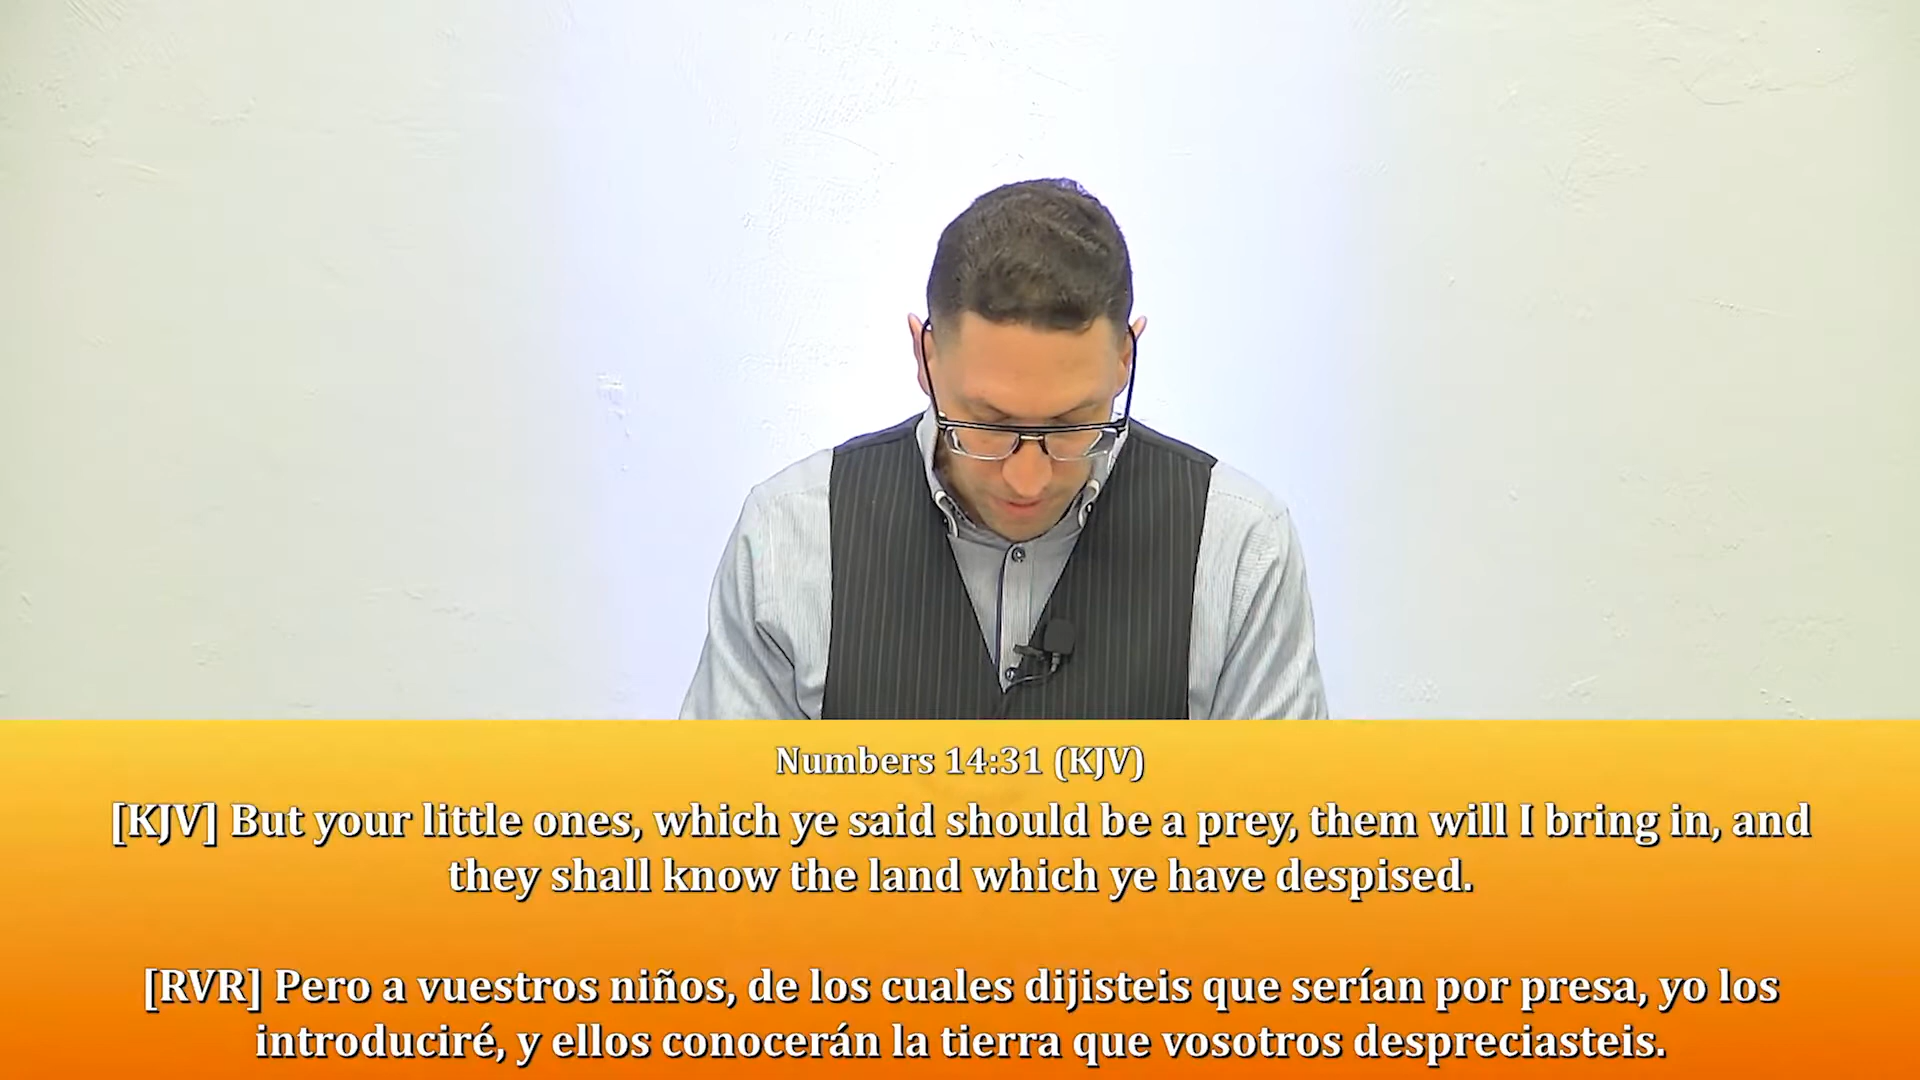 Numbers 14:31 (KJV)
[KJV] But your little ones, which ye said should be a prey, them will I bring in, and
they shall know the land which ye have despised.
[RVR] Pero a vuestros niños, de los cuales dijisteis que serían por presa, yo los
introduciré, y ellos conocerán la tierra que vosotros despreciasteis.